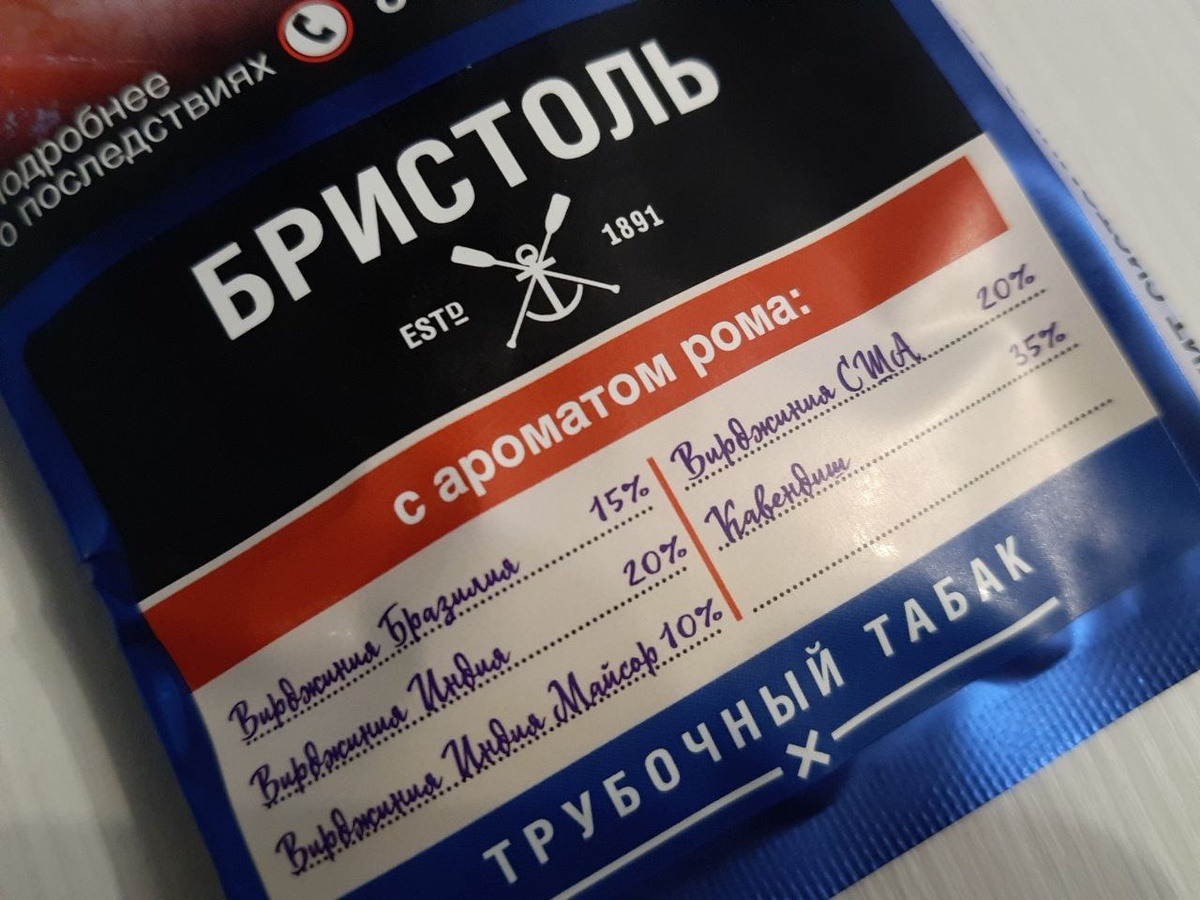 подробнее
о последствиях
БРИСТОЛЬ
ESTD 1891
с ароматом рома:
Вирджиния Бразилия 15%
Вирджиния Индия 20%
Вирджиния Индия Майсор 10%
Вирджиния США 20%
Кавендиш 35%
ТРУБОЧНЫЙ ТАБАК